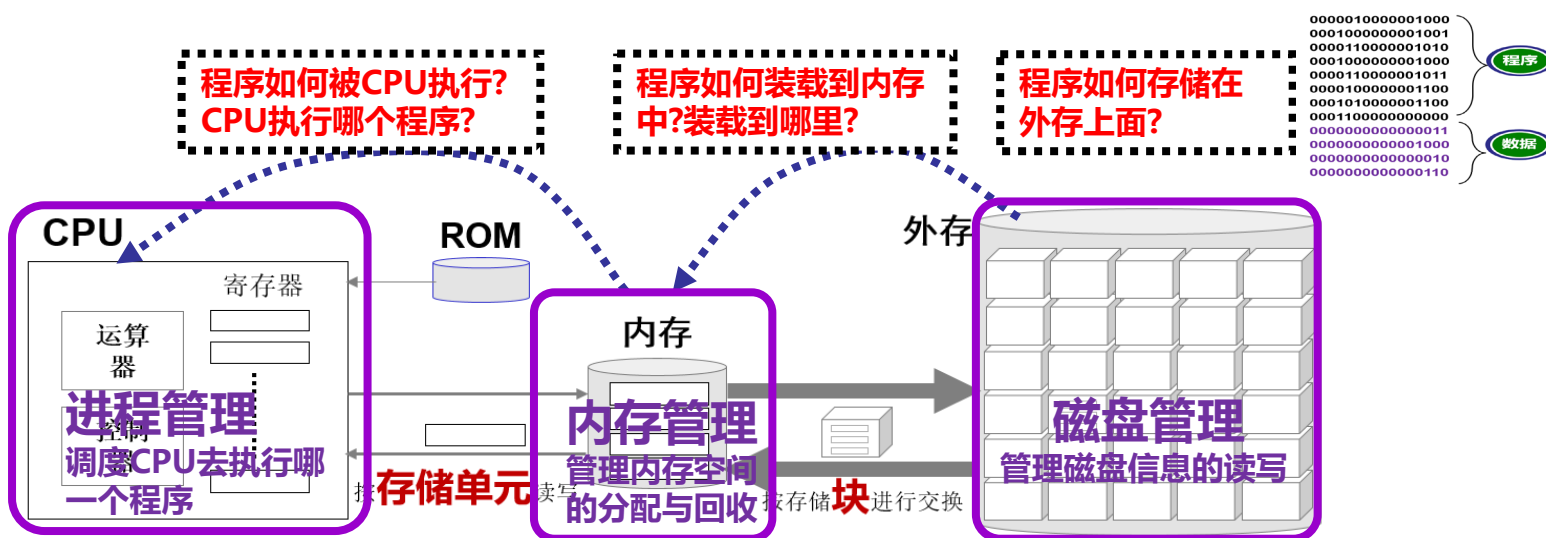 0000010000001000
0001000000001001
0000110000001010
0001000000001000
0000110000001011
0000100000001100
0001010000001100
0001100000000000
0000000000000011
0000000000001000
0000000000000010
0000000000000110
程序
数据
程序如何被CPU执行?
CPU执行哪个程序?
程序如何装载到内存
中?装载到哪里?
程序如何存储在
外存上面?
CPU
寄存器
运算
器
控制
器
进程管理
调度CPU去执行哪
一个程序
ROM
按存储单元读写
内存
内存管理
管理内存空间
的分配与回收
按存储块进行交换
外存
磁盘管理
管理磁盘信息的读写